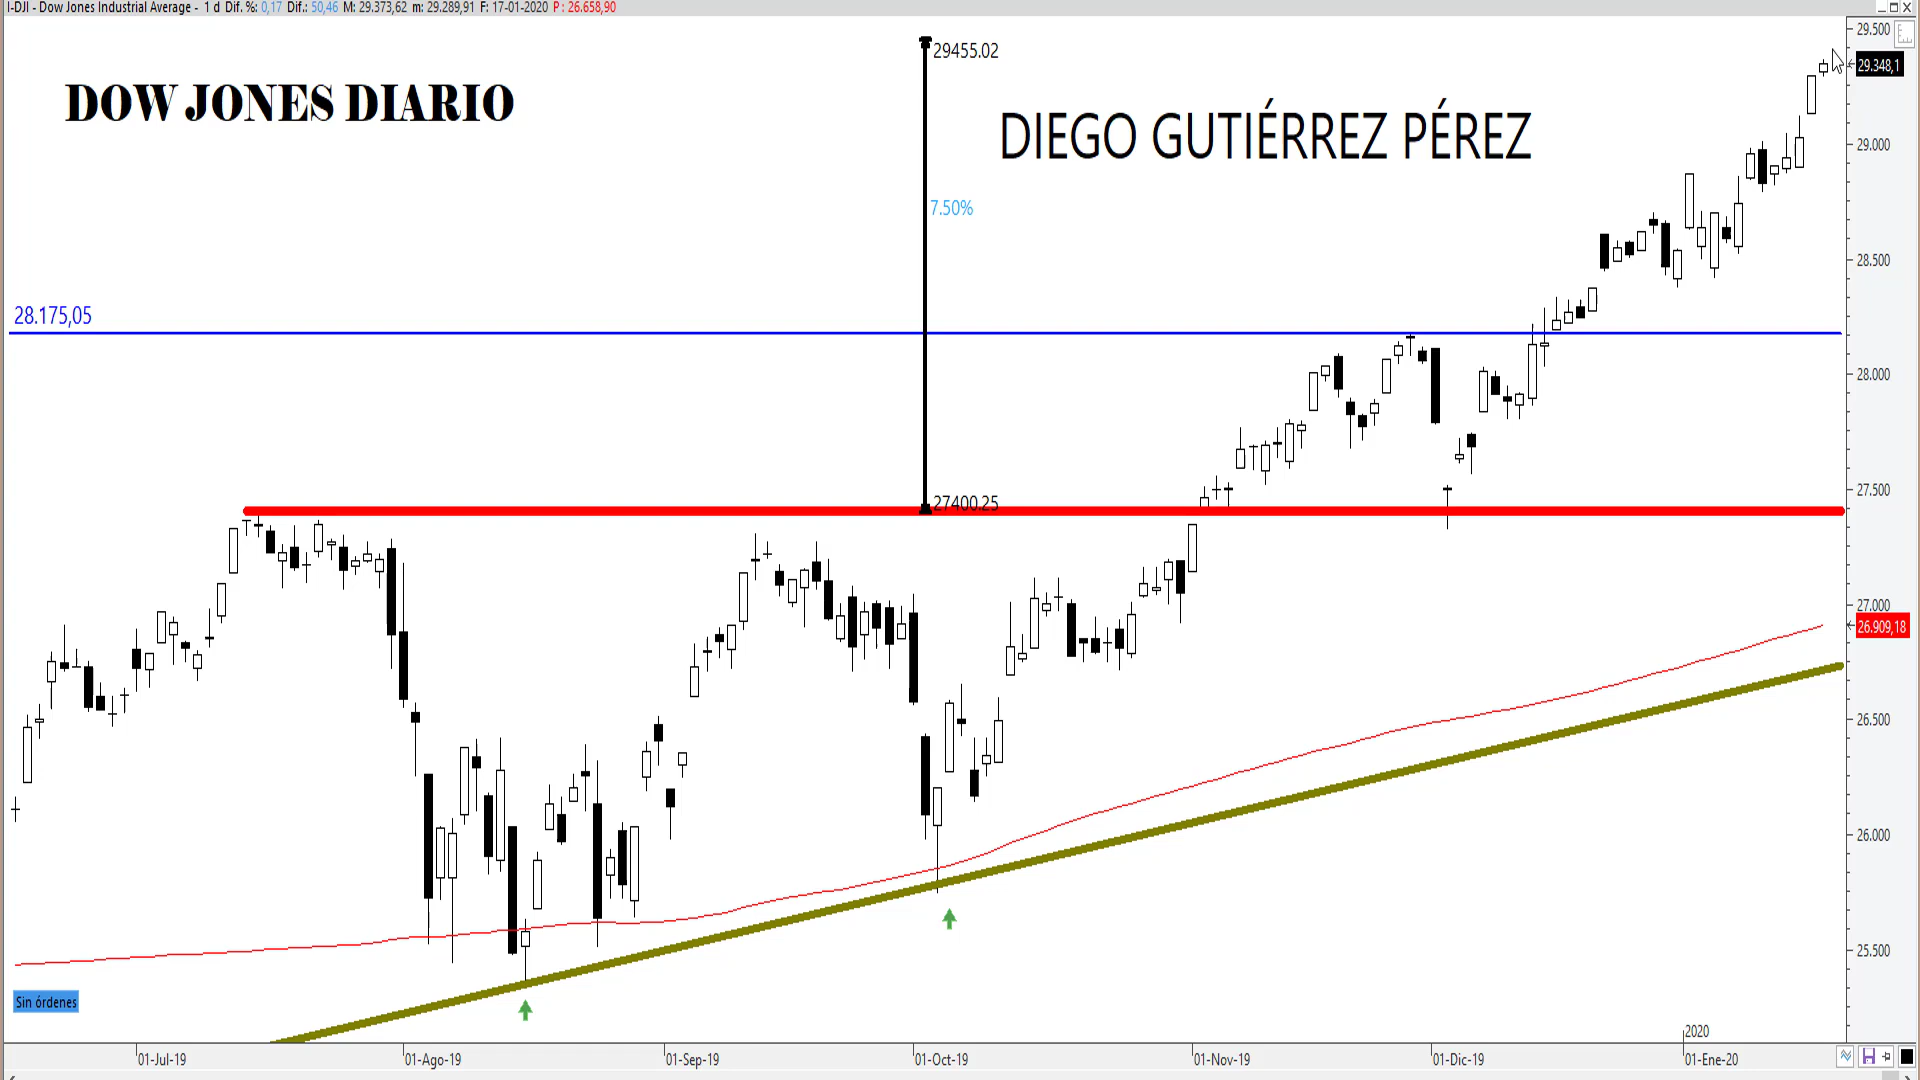 I-DJI - Dow Jones Industrial Average - 1 d Dif. %: 0,17 Dif.: 50,46 M: 29.373,62 m: 29.289,91 F: 17-01-2020 P: 26.658,90
DOW JONES DIARIO
DIEGO GUTIÉRREZ PÉREZ
29455.02
7.50%
28.175,05
27400.25
29.500
29.348,1
29.000
28.500
28.000
27.500
27.000
26.909,18
26.500
26.000
25.500
Sin órdenes
2020
01-Jul-19
01-Ago-19
01-Sep-19
01-Oct-19
01-Nov-19
01-Dic-19
01-Ene-20